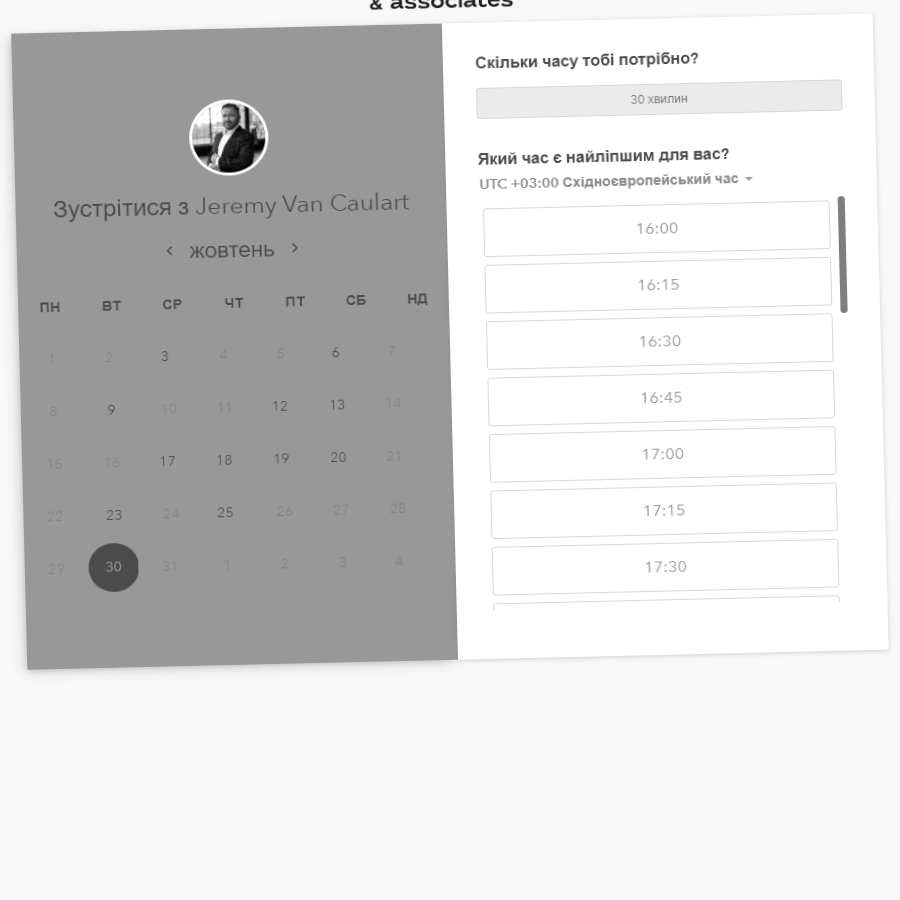 & associates
Зустрітися з Jeremy Van Caulart
жовтень
ПН ВТ СР ЧТ ПТ СБ НД
1 2 3 4 5 6 7
8 9 10 11 12 13 14
15 16 17 18 19 20 21
22 23 24 25 26 27 28
29 30 31 1 2 3 4
Скільки часу тобі потрібно?
30 хвилин
Який час є найліпшим для вас?
UTC +03:00 Східноєвропейський час
16:00
16:15
16:30
16:45
17:00
17:15
17:30